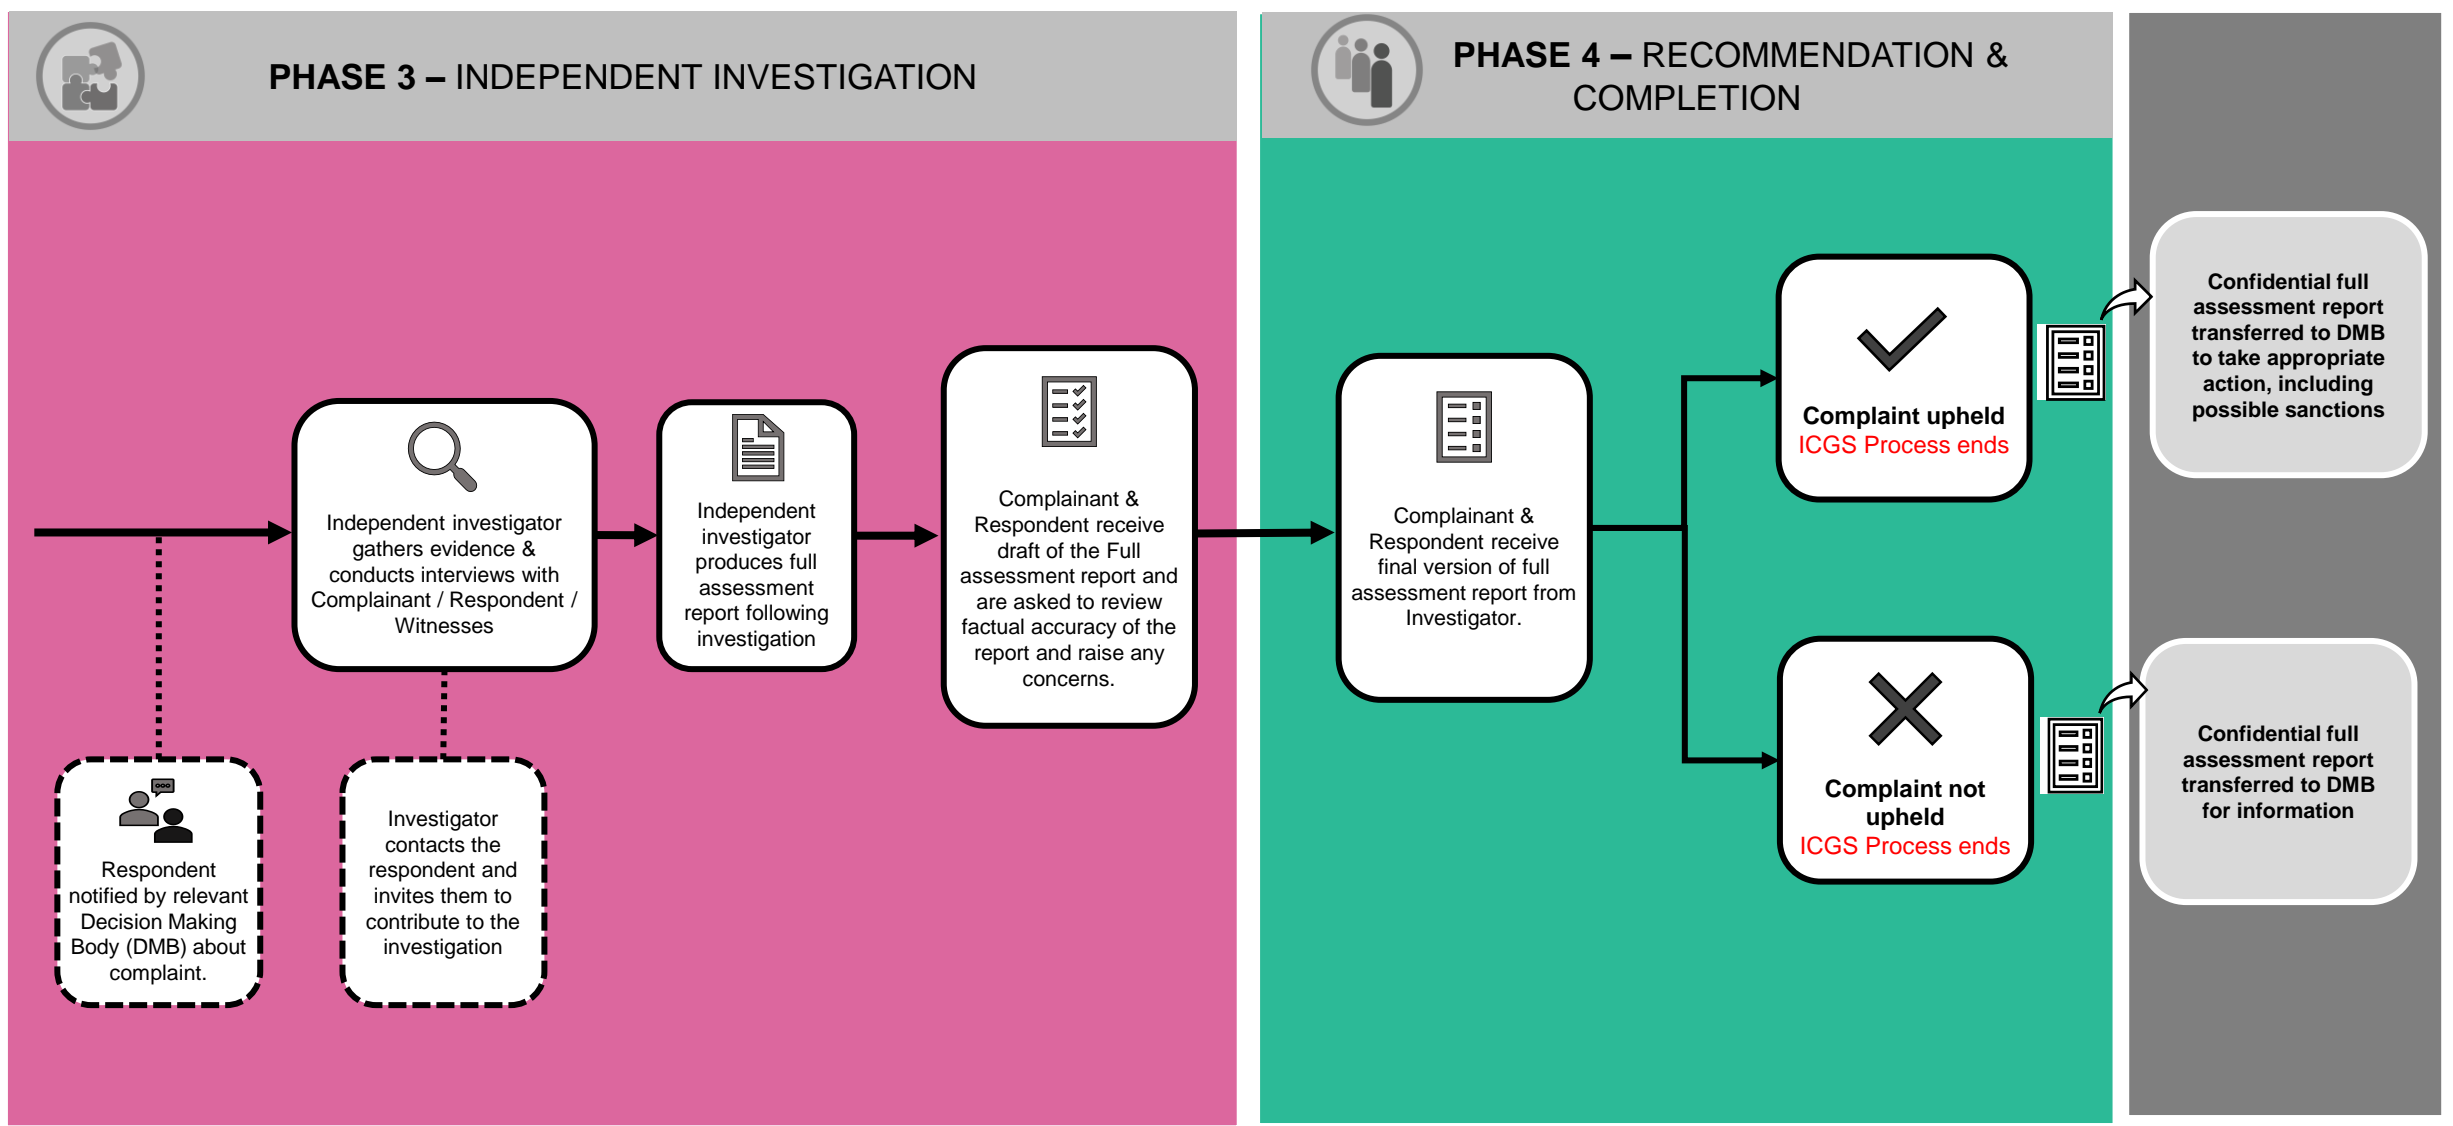 PHASE 3 – INDEPENDENT INVESTIGATION
Independent investigator
gathers evidence &
conducts interviews with
Complainant / Respondent /
Witnesses
Independent
investigator
produces full
assessment
report following
investigation
Complainant &
Respondent receive
draft of the Full
assessment report and
are asked to review
factual accuracy of the
report and raise any
concerns.
Respondent
notified by relevant
Decision Making
Body (DMB) about
complaint.
Investigator
contacts the
respondent and
invites them to
contribute to the
investigation
PHASE 4 – RECOMMENDATION &
COMPLETION
Complainant &
Respondent receive
final version of full
assessment report from
Investigator.
Complaint upheld
ICGS Process ends
Complaint not
upheld
ICGS Process ends
Confidential full
assessment report
transferred to DMB
to take appropriate
action, including
possible sanctions
Confidential full
assessment report
transferred to DMB
for information